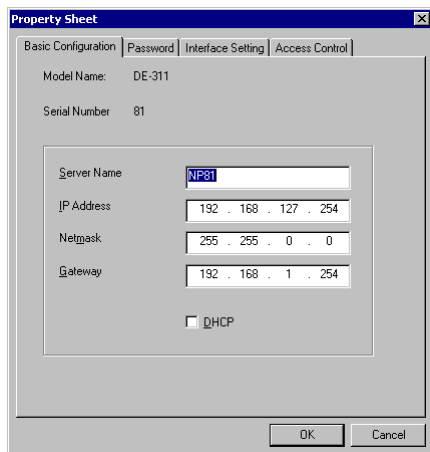 Property Sheet
Basic Configuration Password Interface Setting Access Control
Model Name: DE-311
Serial Number 81
Server Name NP81
IP Address 192 . 168 . 127 . 254
Netmask 255 . 255 . 0 . 0
Gateway 192 . 168 . 1 . 254
DHCP
OK Cancel